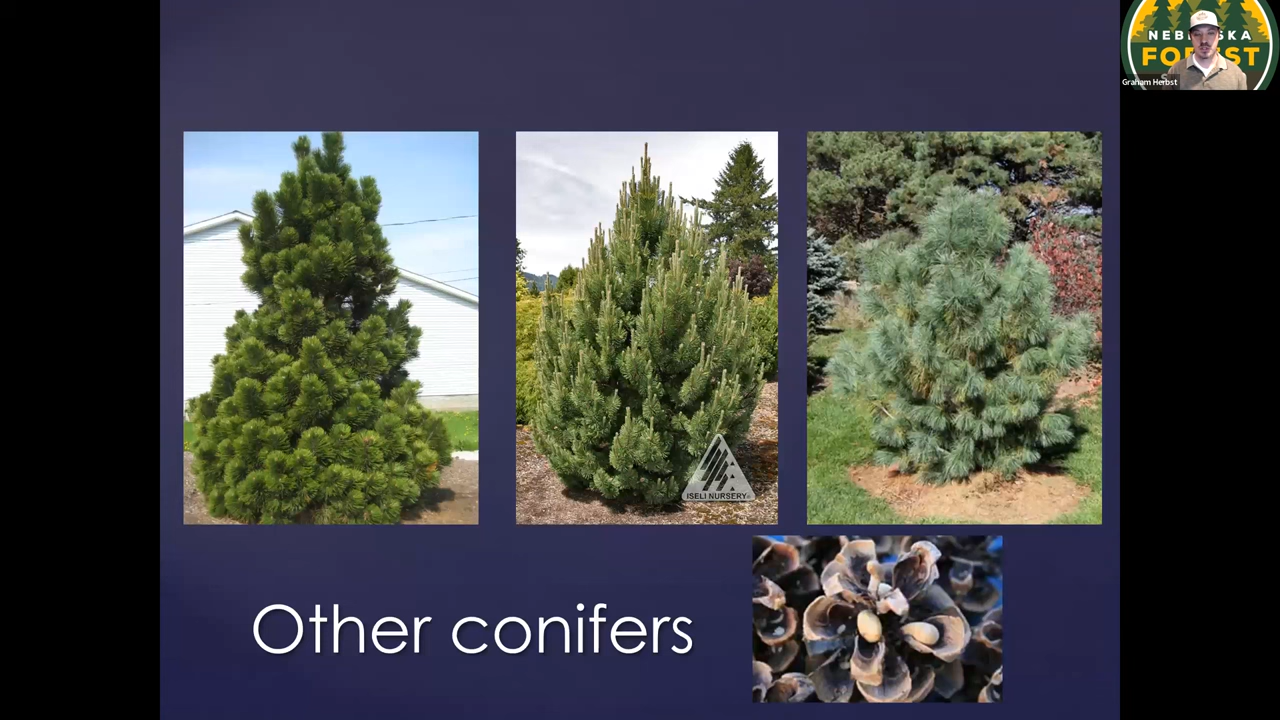 NEBRASKA
FOREST
Graham Herbst
ISELI NURSERY
Other conifers